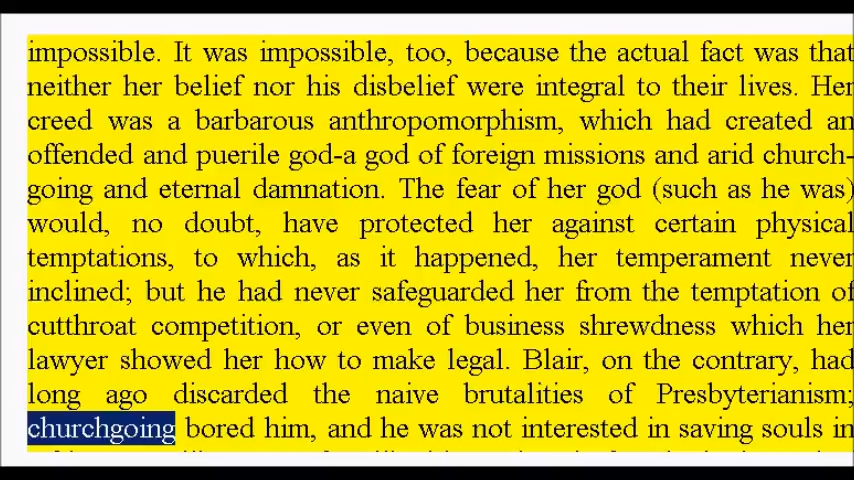 impossible. It was impossible, too, because the actual fact was that
neither her belief nor his disbelief were integral to their lives. Her
creed was a barbarous anthropomorphism, which had created an
offended and puerile god-a god of foreign missions and arid church-
going and eternal damnation. The fear of her god (such as he was)
would, no doubt, have protected her against certain physical
temptations, to which, as it happened, her temperament never
inclined; but he had never safeguarded her from the temptation of
cutthroat competition, or even of business shrewdness which her
lawyer showed her how to make legal. Blair, on the contrary, had
long ago discarded the naive brutalities of Presbyterianism;
churchgoing bored him, and he was not interested in saving souls in